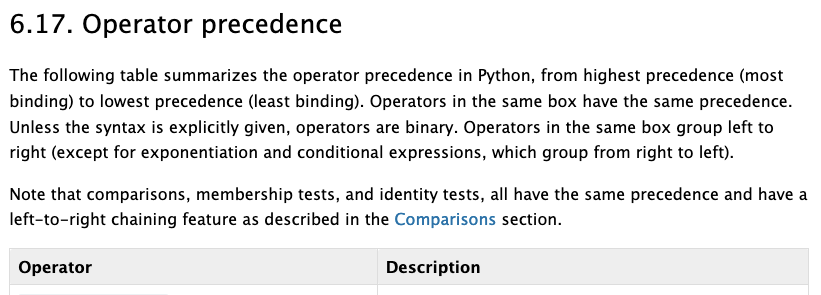 6.17. Operator precedence
The following table summarizes the operator precedence in Python, from highest precedence (most
binding) to lowest precedence (least binding). Operators in the same box have the same precedence.
Unless the syntax is explicitly given, operators are binary. Operators in the same box group left to
right (except for exponentiation and conditional expressions, which group from right to left).
Note that comparisons, membership tests, and identity tests, all have the same precedence and have a
left-to-right chaining feature as described in the Comparisons section.
Operator Description